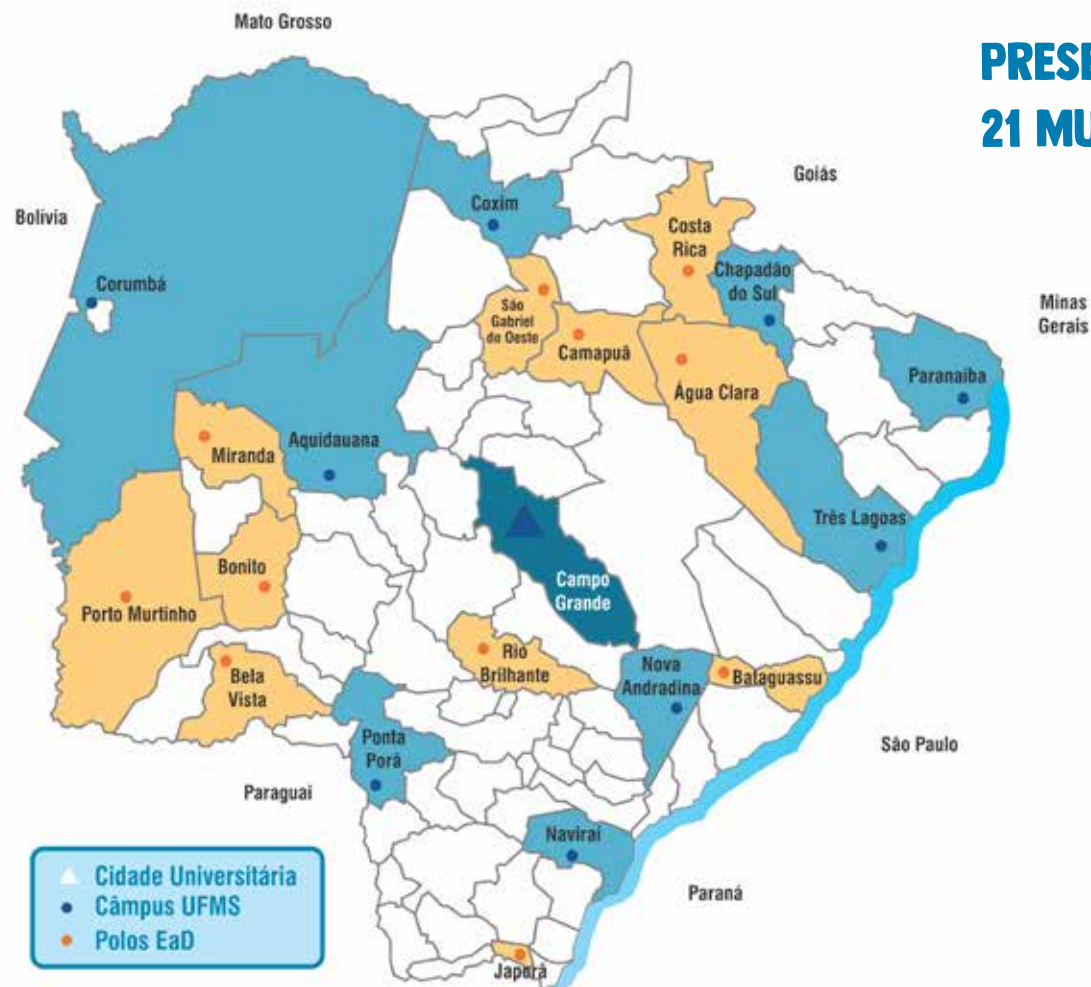 Mato Grosso
PRESE
21 MU
Goiás
Bolívia
Coxim
Costa
Rica
Chapadão
do Sul
Corumbá
São
Gabriel
do Oeste
Minas
Gerais
Camapuã
Água Clara
Paranaíba
Miranda
Aquidauana
Três Lagoas
Bonito
Campo
Grande
Porto Murtinho
Rio
Brilhante
Nova
Andradina
Bataguassu
Bela
Vista
Ponta
Porã
São Paulo
Paraguai
Naviraí
Paraná
Cidade Universitária
Câmpus UFMS
Polos EaD
Japorã